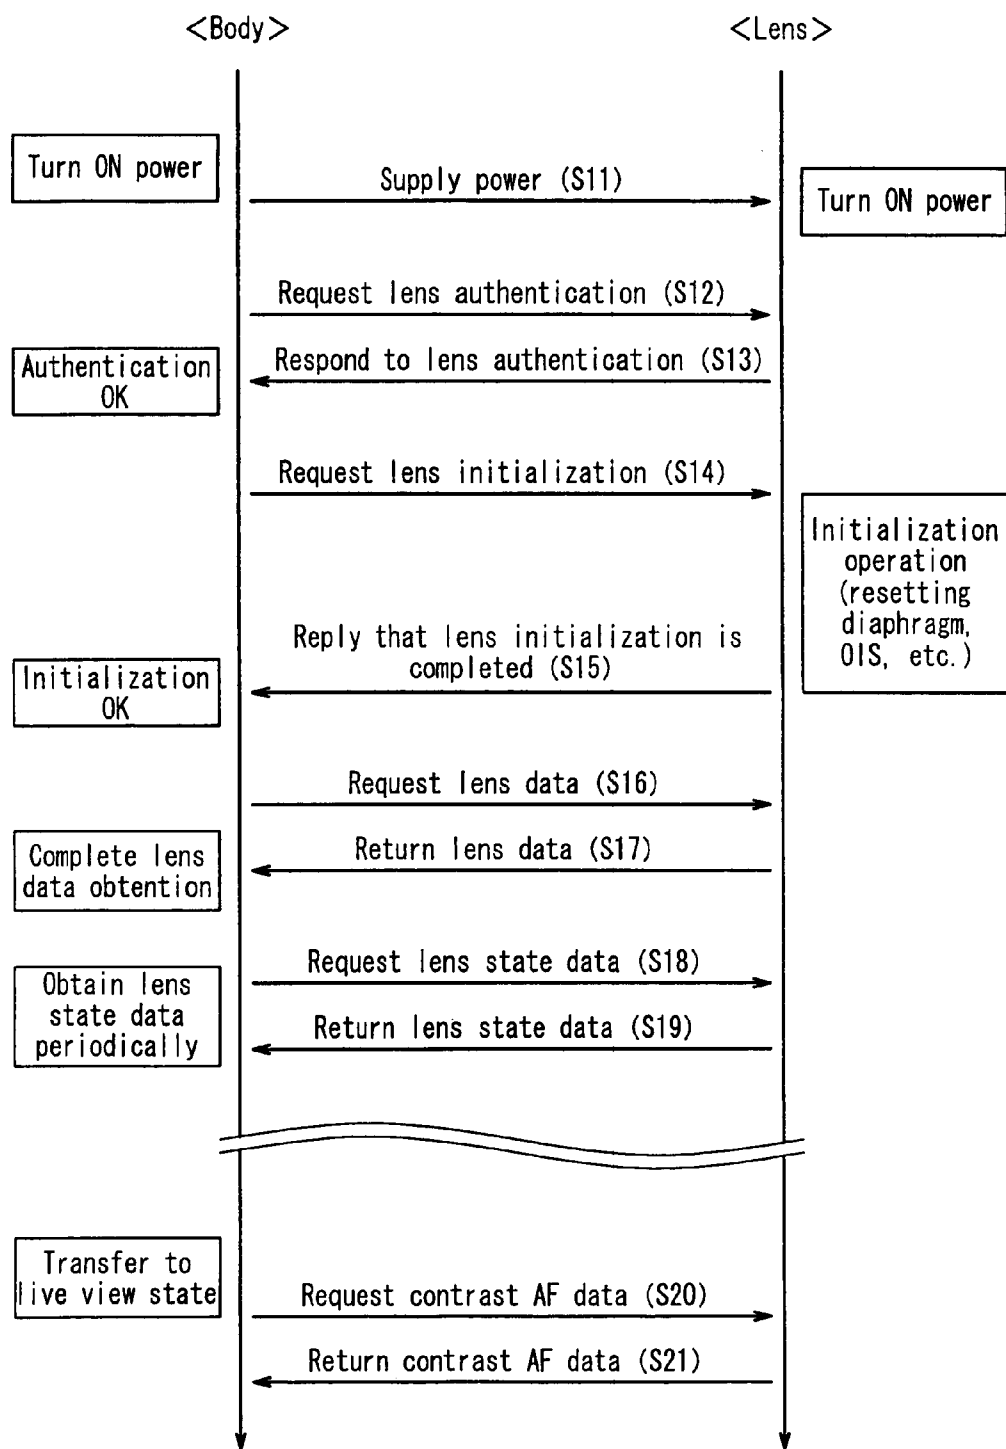 <Body>
<Lens>
Turn ON power
Supply power (S11)
Turn ON power
Request lens authentication (S12)
Respond to lens authentication (S13)
Authentication
OK
Request lens initialization (S14)
Initialization
operation
(resetting
diaphragm,
OIS, etc.)
Reply that lens initialization is
completed (S15)
Initialization
OK
Request lens data (S16)
Return lens data (S17)
Complete lens
data obtention
Request lens state data (S18)
Obtain lens
state data
periodically
Return lens state data (S19)
Transfer to
live view state
Request contrast AF data (S20)
Return contrast AF data (S21)